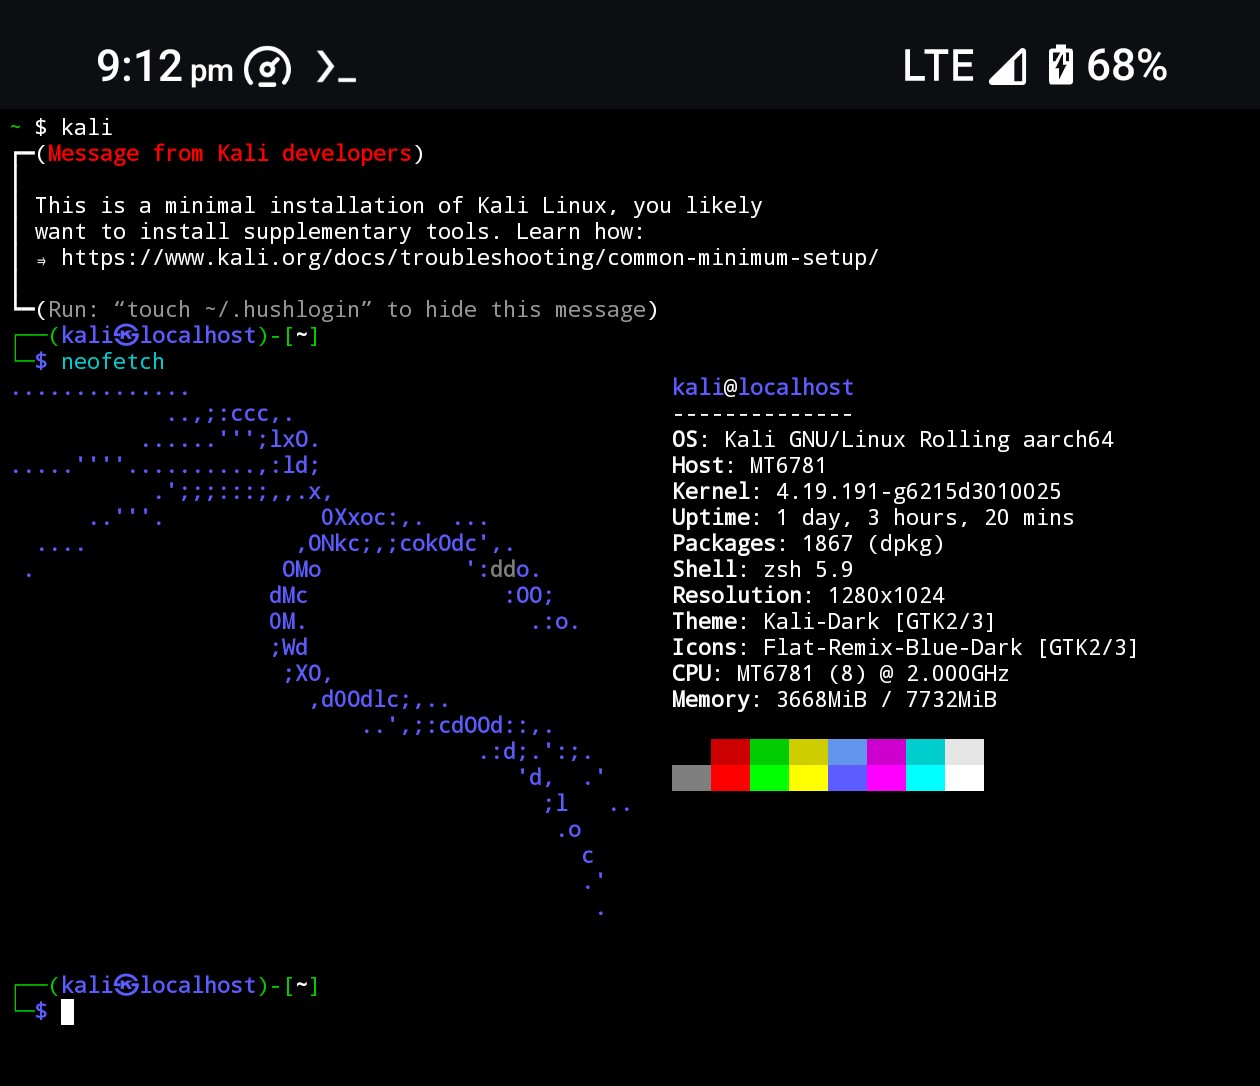 9:12 pm LTE 68%
~ $ kali
┏━(Message from Kali developers)
┃
┃ This is a minimal installation of Kali Linux, you likely
┃ want to install supplementary tools. Learn how:
┃ ⇒ https://www.kali.org/docs/troubleshooting/common-minimum-setup/
┃
┗━(Run: “touch ~/.hushlogin” to hide this message)
┌──(kali㉿localhost)-[~]
└─$ neofetch
..............
            ..,;:ccc,.
          ......''';lxO.
.....''''..........,:ld;
           .';;;:::;,,.x,
      ..'''.            0Xxoc:,.  ...
  ....                ,ONkc;,;cokOdc',.
 .                   OMo           ':ddo.
                    dMc               :OO;
                    0M.                 .:o.
                    ;Wd
                     ;XO,
                       ,d0Odlc;,..
                           ..',;:cdOOd::,.
                                    .:d;.':;.
                                       'd,  .'
                                         ;l   ..
                                          .o
                                            c
                                            .'
                                             .
kali@localhost
--------------
OS: Kali GNU/Linux Rolling aarch64
Host: MT6781
Kernel: 4.19.191-g6215d3010025
Uptime: 1 day, 3 hours, 20 mins
Packages: 1867 (dpkg)
Shell: zsh 5.9
Resolution: 1280x1024
Theme: Kali-Dark [GTK2/3]
Icons: Flat-Remix-Blue-Dark [GTK2/3]
CPU: MT6781 (8) @ 2.000GHz
Memory: 3668MiB / 7732MiB
┌──(kali㉿localhost)-[~]
└─$